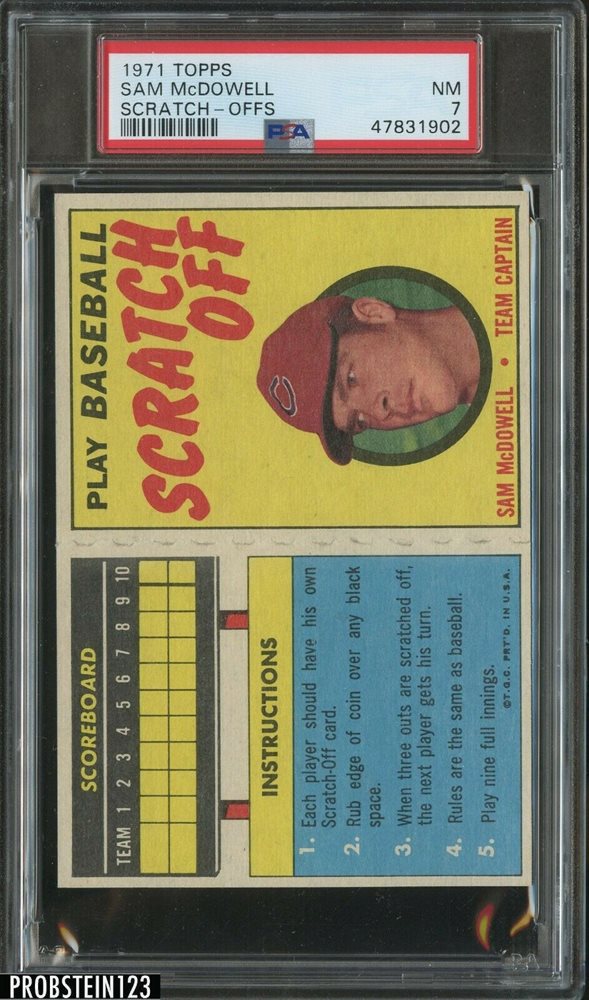 1971 TOPPS
SAM McDOWELL
SCRATCH-OFFS
NM
7
PSA
47831902
PLAY BASEBALL
SCRATCH
OFF
C
SAM McDOWELL • TEAM CAPTAIN
SCOREBOARD
TEAM 1 2 3 4 5 6 7 8 9 10
INSTRUCTIONS
1. Each player should have his own
Scratch-Off card.
2. Rub edge of coin over any black
space.
3. When three outs are scratched off,
the next player gets his turn.
4. Rules are the same as baseball.
5. Play nine full innings.
©T.G.C. PRT'D. IN U.S.A.
PROBSTEIN123